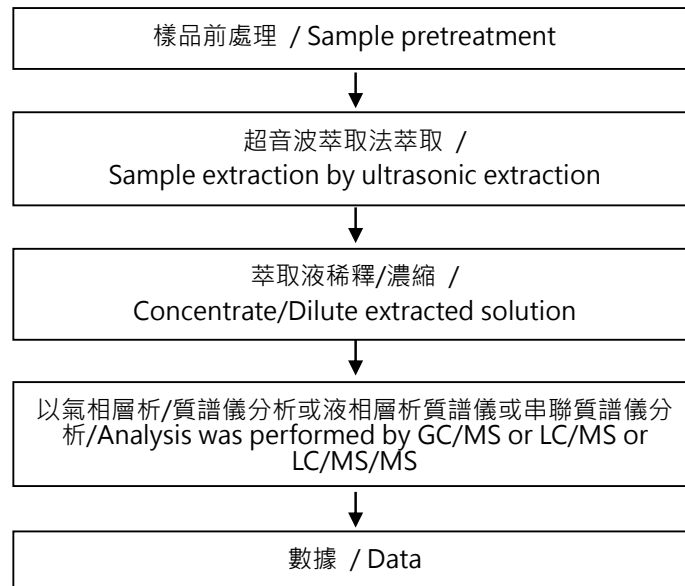 樣品前處理 / Sample pretreatment
超音波萃取法萃取 /
Sample extraction by ultrasonic extraction
萃取液稀釋/濃縮 /
Concentrate/Dilute extracted solution
以氣相層析/質譜儀分析或液相層析質譜儀或串聯質譜儀分
析/Analysis was performed by GC/MS or LC/MS or
LC/MS/MS
數據 / Data